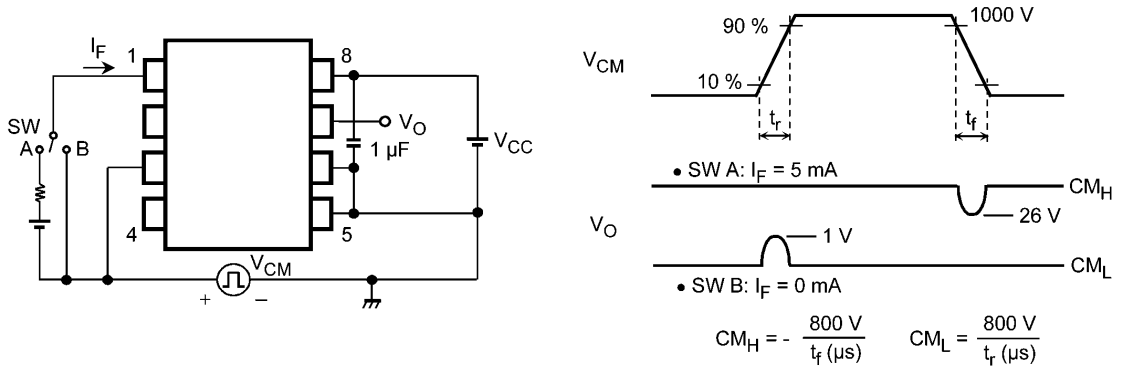 I_F
1
8
SW
A
B
V_O
1 μF
V_CC
4
5
V_CM
+
−
V_CM
90 %
10 %
1000 V
t_r
t_f
• SW A: I_F = 5 mA
CM_H
26 V
V_O
1 V
CM_L
• SW B: I_F = 0 mA
CM_H = - 800 V / t_f (μs)
CM_L = 800 V / t_r (μs)